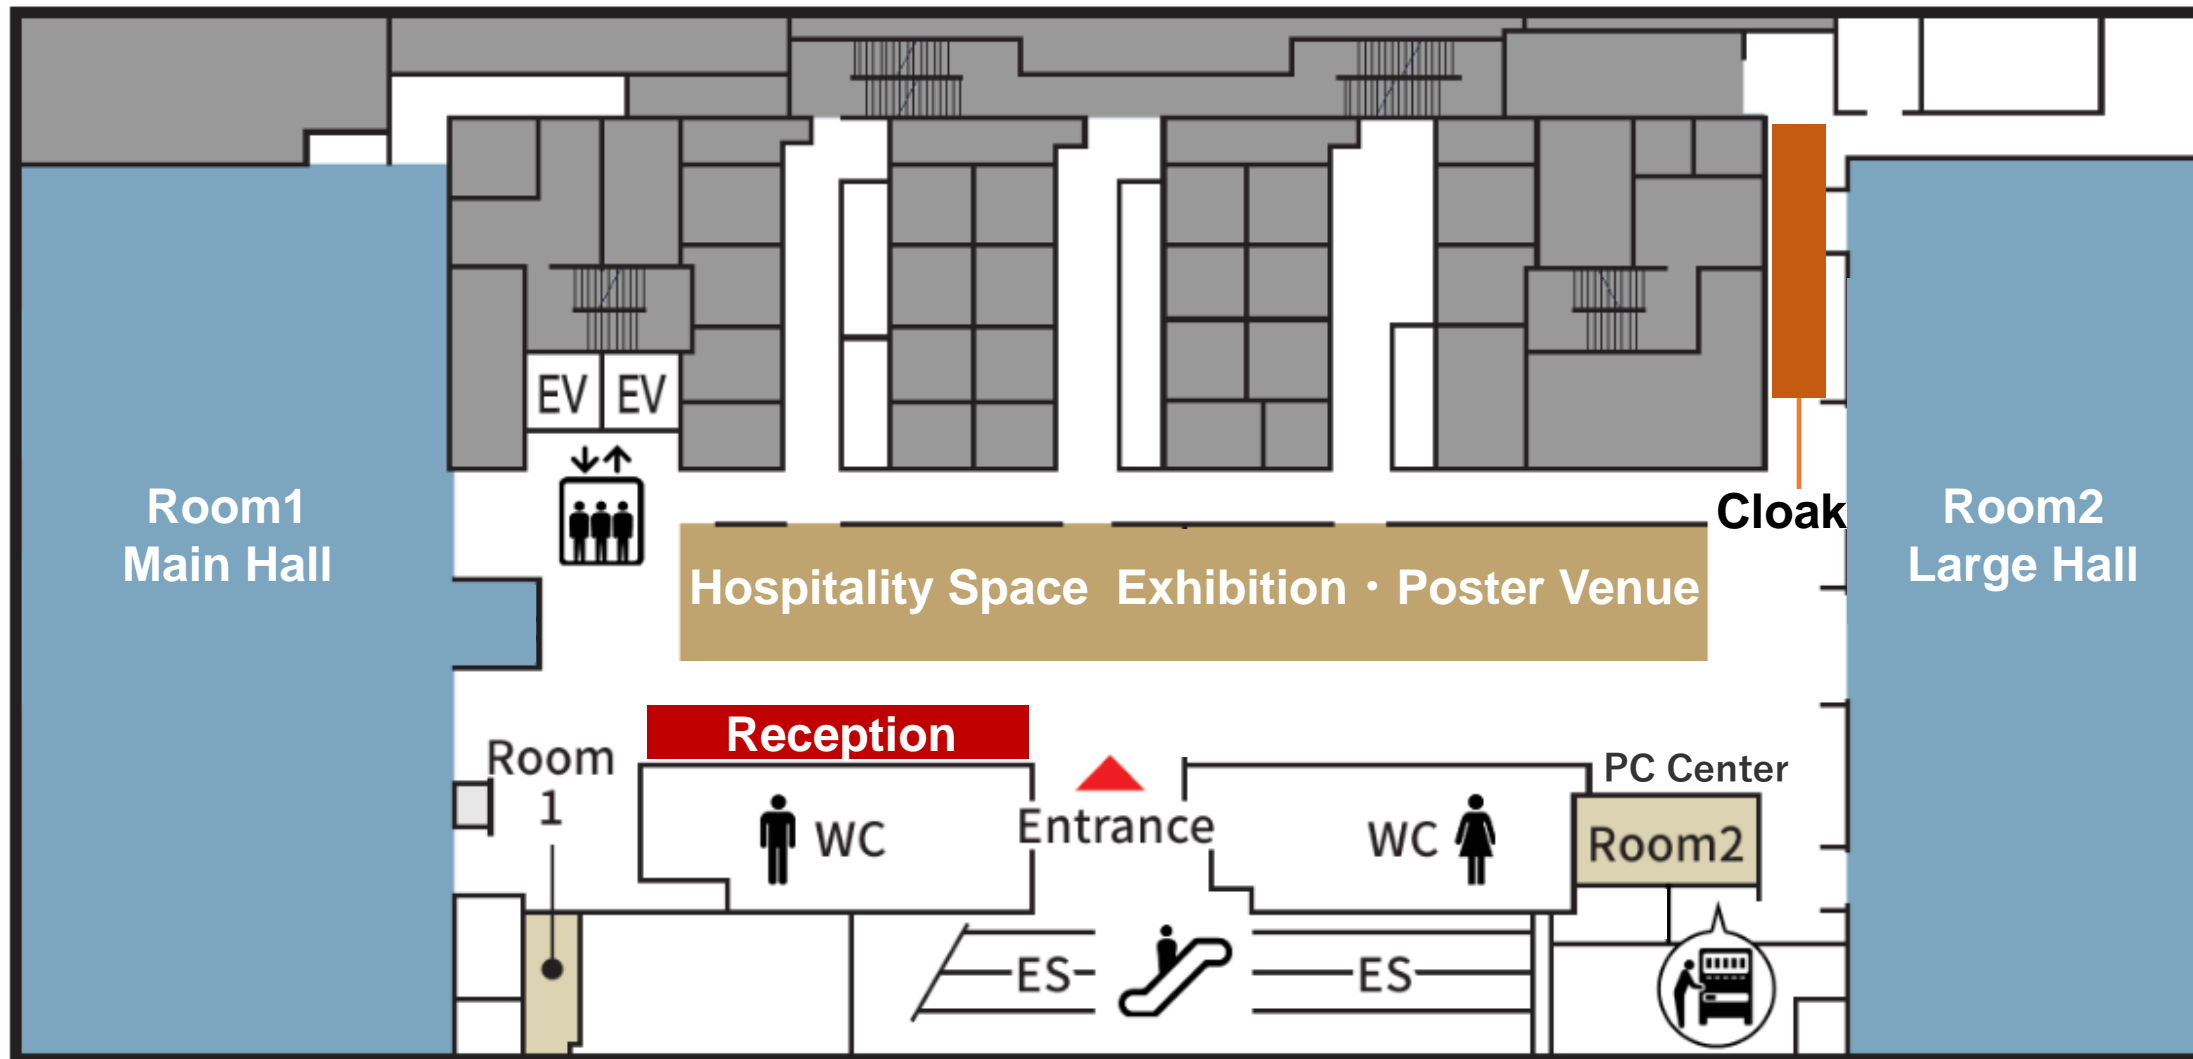 EV EV
Room1
Main Hall
Cloak
Room2
Large Hall
Hospitality Space Exhibition・Poster Venue
Reception
Room
1
PC Center
WC
Entrance
WC
Room2
ES
ES